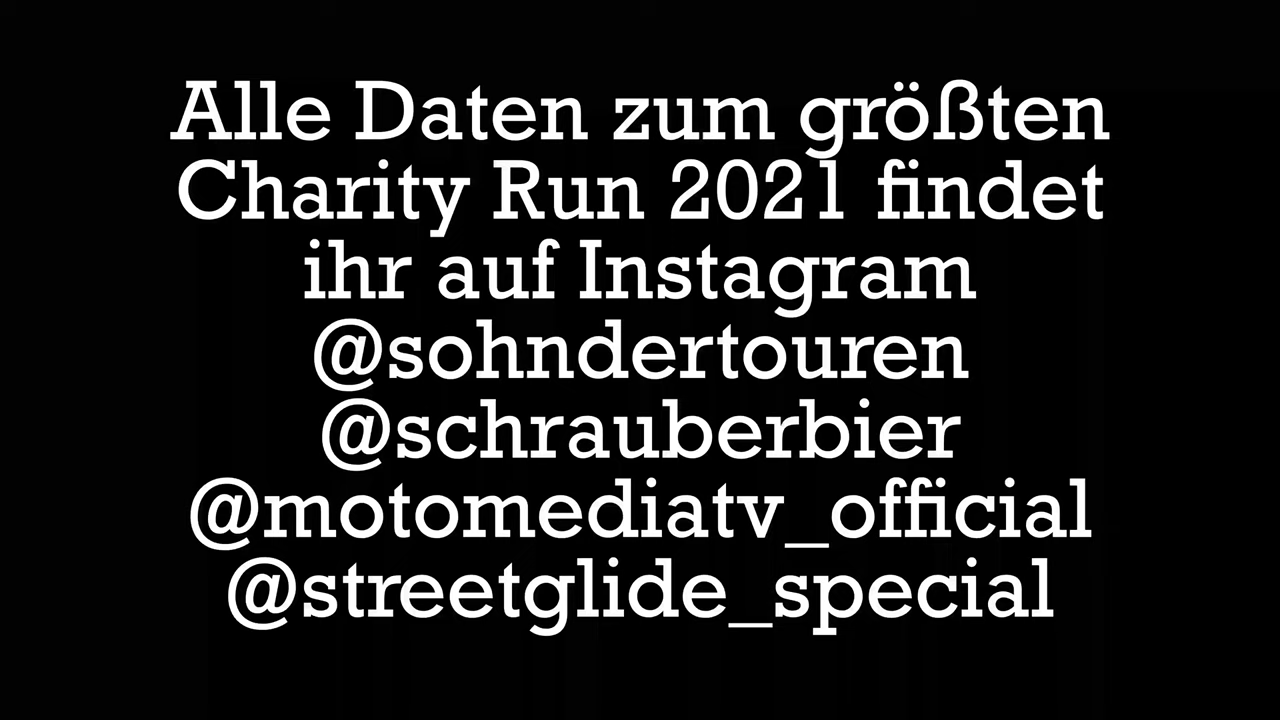 Alle Daten zum größten
Charity Run 2021 findet
ihr auf Instagram
@sohndertouren
@schrauberbier
@motomediatv_official
@streetglide_special